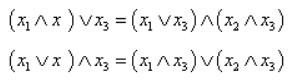 (x₁ ∧ x ) ∨ x₃ = (x₁ ∨ x₃) ∧ (x₂ ∧ x₃)
(x₁ ∨ x ) ∧ x₃ = (x₁ ∧ x₃) ∨ (x₂ ∧ x₃)